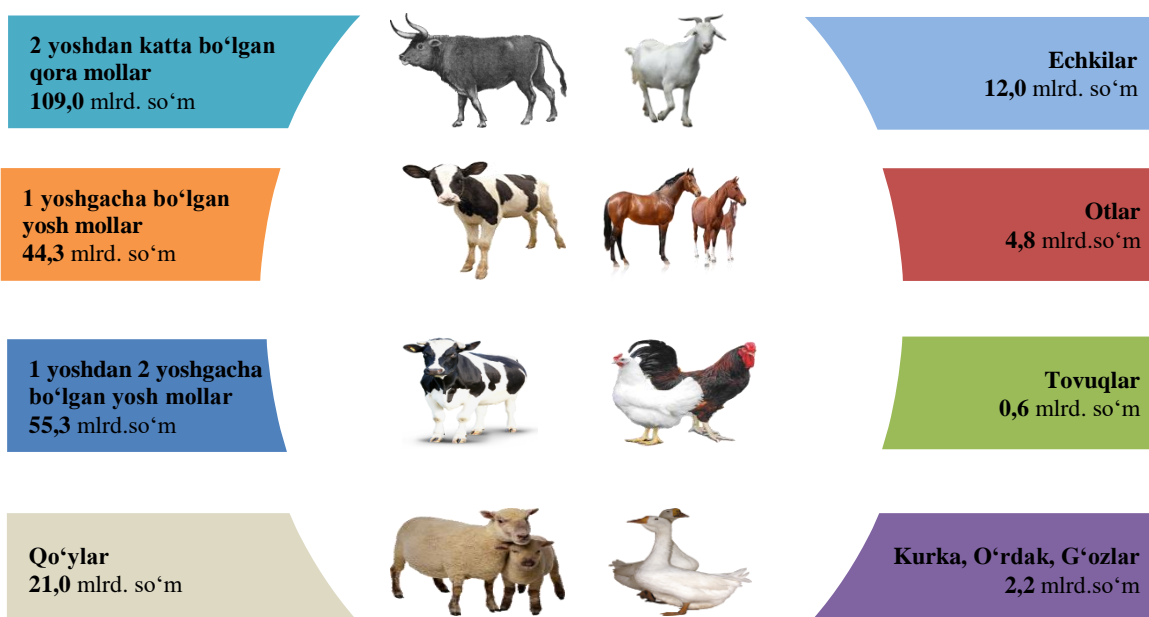 2 yoshdan katta bo‘lgan
qora mollar
109,0 mlrd. so‘m
Echkilar
12,0 mlrd. so‘m
1 yoshgacha bo‘lgan
yosh mollar
44,3 mlrd. so‘m
Otlar
4,8 mlrd.so‘m
1 yoshdan 2 yoshgacha
bo‘lgan yosh mollar
55,3 mlrd.so‘m
Tovuqlar
0,6 mlrd. so‘m
Qo‘ylar
21,0 mlrd. so‘m
Kurka, O‘rdak, G‘ozlar
2,2 mlrd.so‘m